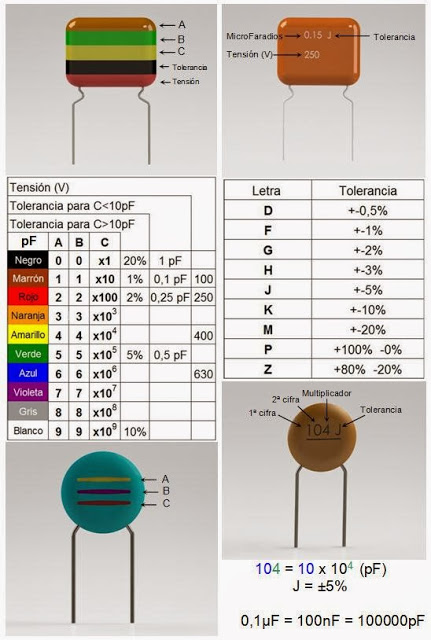 A
B
C
Tolerancia
Tensión
MicroFaradios 0.15 J Tolerancia
Tensión (V) 250
Tensión (V)
Tolerancia para C<10pF
Tolerancia para C>10pF
pF A B C
Negro 0 0 x1 20% 1 pF
Marrón 1 1 x10 1% 0,1 pF 100
Rojo 2 2 x100 2% 0,25 pF 250
Naranja 3 3 x10³
Amarillo 4 4 x10⁴ 400
Verde 5 5 x10⁵ 5% 0,5 pF
Azul 6 6 x10⁶ 630
Violeta 7 7 x10⁷
Gris 8 8 x10⁸
Blanco 9 9 x10⁹ 10%
Letra Tolerancia
D +-0,5%
F +-1%
G +-2%
H +-3%
J +-5%
K +-10%
M +-20%
P +100% -0%
Z +80% -20%
A
B
C
Multiplicador
2ª cifra
1ª cifra Tolerancia
104 J
104 = 10 x 10⁴ (pF)
J = ±5%
0,1µF = 100nF = 100000pF